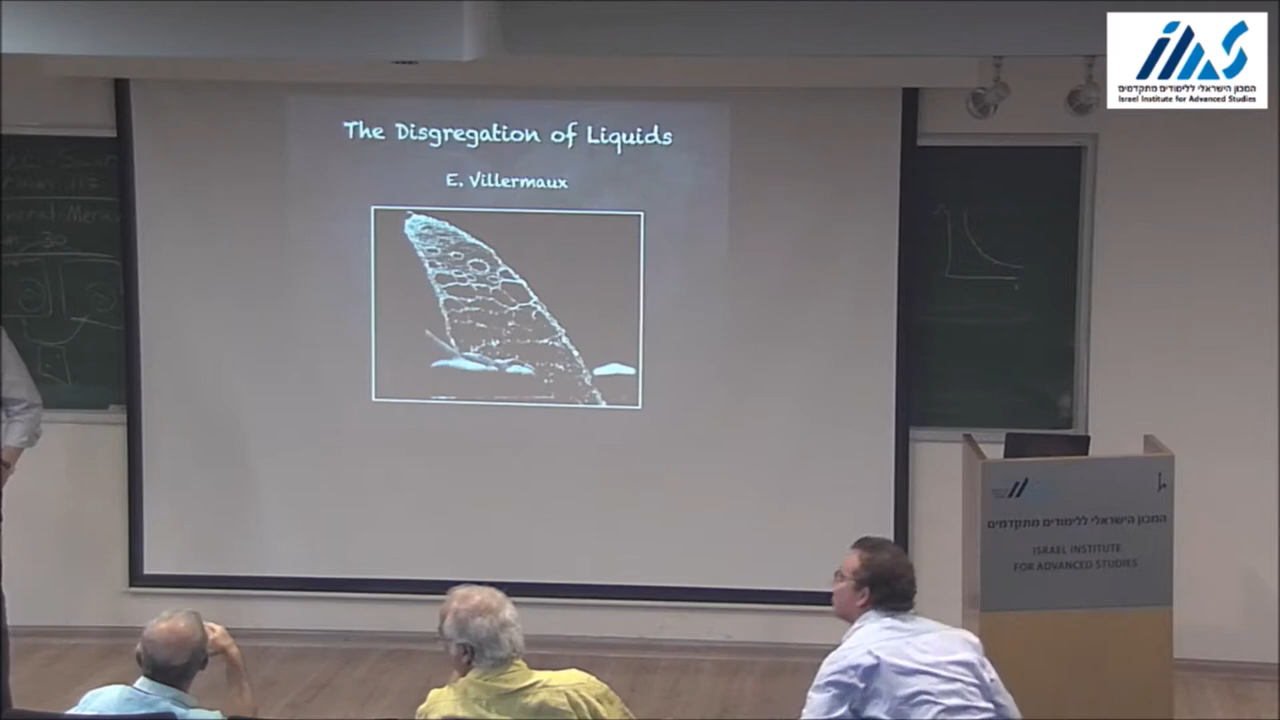 המכון הישראלי ללימודים מתקדמים
Israel Institute for Advanced Studies
The Disgregation of Liquids
E. Villermaux
המכון הישראלי ללימודים מתקדמים
ISRAEL INSTITUTE
FOR ADVANCED STUDIES